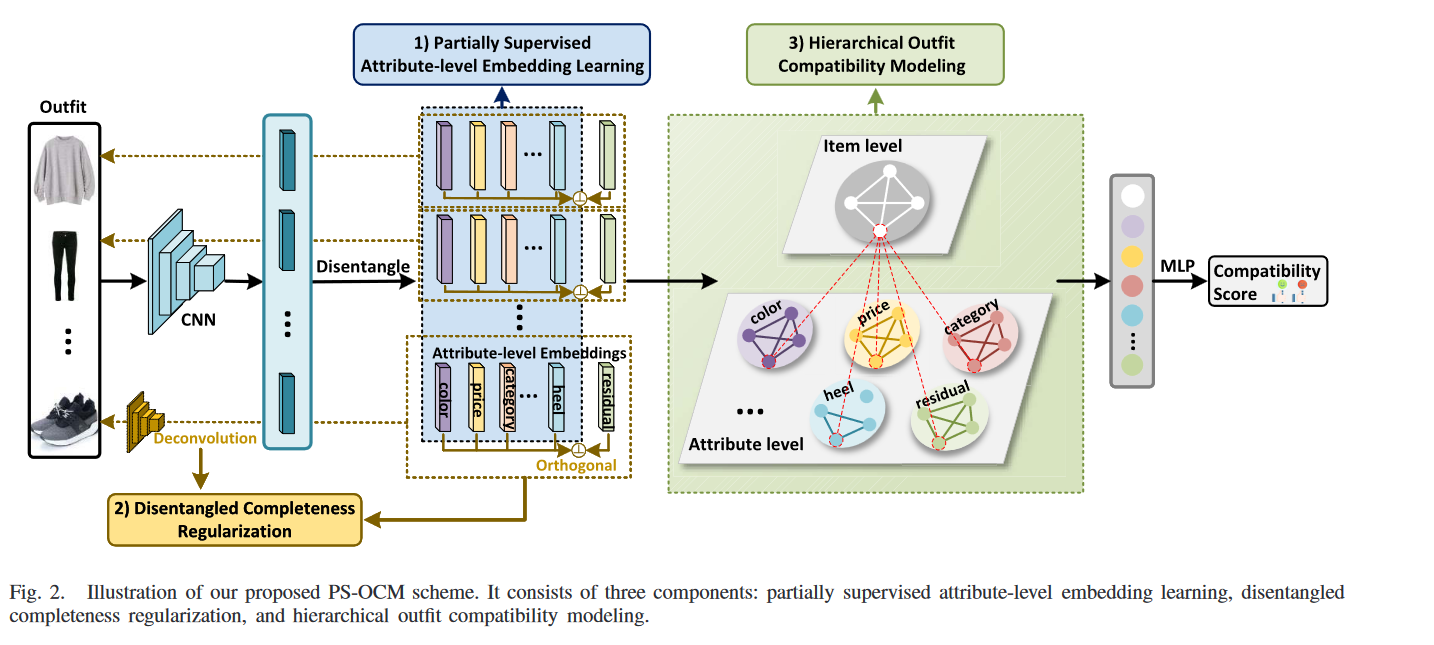 1) Partially Supervised
Attribute-level Embedding Learning
3) Hierarchical Outfit
Compatibility Modeling
Outfit
CNN
Disentangle
Attribute-level Embeddings
color
price
category
heel
residual
Orthogonal
Deconvolution
2) Disentangled Completeness
Regularization
Item level
color
price
category
heel
residual
Attribute level
MLP
Compatibility
Score
Fig. 2. Illustration of our proposed PS-OCM scheme. It consists of three components: partially supervised attribute-level embedding learning, disentangled
completeness regularization, and hierarchical outfit compatibility modeling.